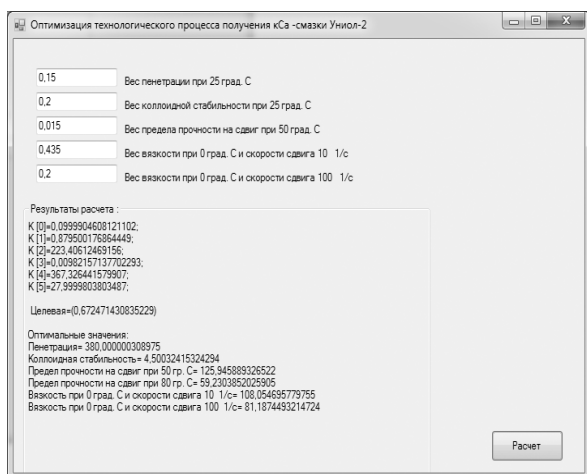 Оптимизация технологического процесса получения кСа -смазки Униол-2
0,15 Вес пенетрации при 25 град. С
0,2 Вес коллоидной стабильности при 25 град. С
0,015 Вес предела прочности на сдвиг при 50 град. С
0,435 Вес вязкости при 0 град. С и скорости сдвига 10 1/с
0,2 Вес вязкости при 0 град. С и скорости сдвига 100 1/с
Результаты расчета :
K [0]=0,0999904608121102;
K [1]=0,879500176864449;
K [2]=223,40612469156;
K [3]=0,00982157137702293;
K [4]=367,326441579907;
K [5]=27,9999803803487;
Целевая=(0,672471430835229)
Оптимальные значения:
Пенетрация= 380,000000308975
Коллоидная стабильность= 4,50032415324294
Предел прочности на сдвиг при 50 гр. С= 125,945889326522
Предел прочности на сдвиг при 80 гр. С= 59,2303852025905
Вязкость при 0 град. С и скорости сдвига 10 1/с= 108,054695779755
Вязкость при 0 град. С и скорости сдвига 100 1/с= 81,1874493214724
Расчет